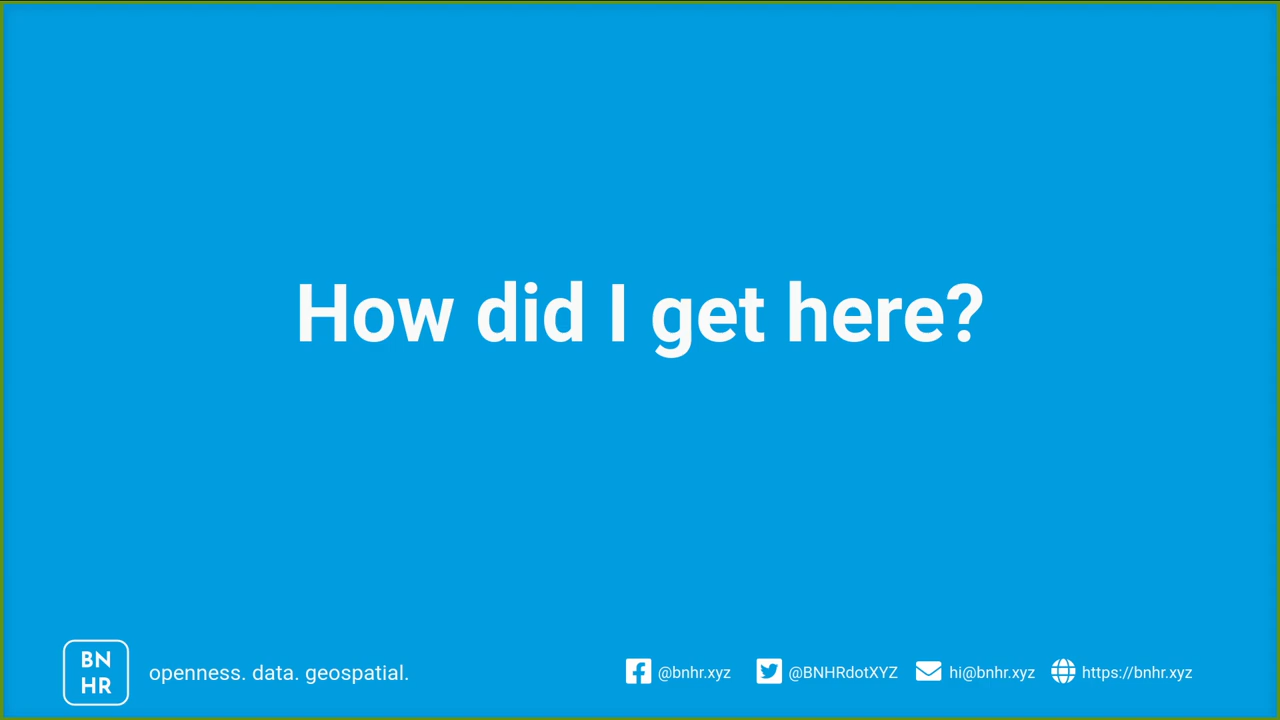 How did I get here?
BN
HR
openness. data. geospatial.
@bnhr.xyz
@BNHRdotXYZ
hi@bnhr.xyz
https://bnhr.xyz